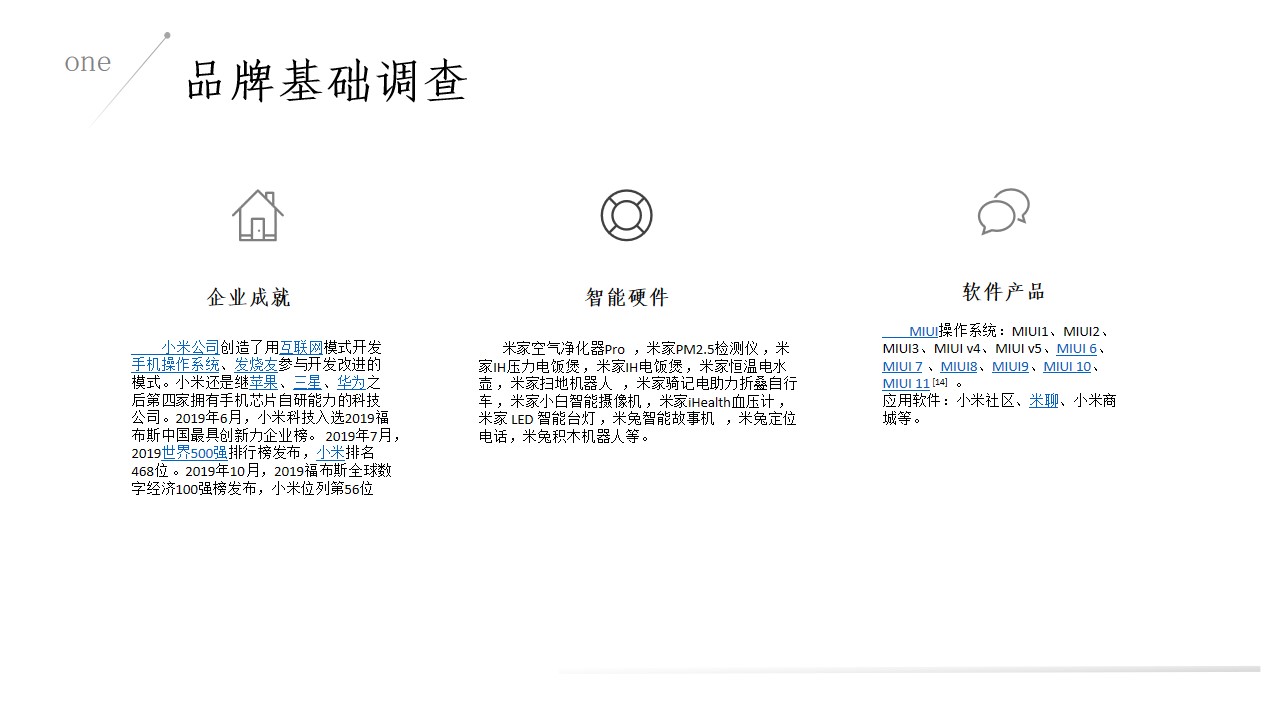 one
品牌基础调查
企业成就
小米公司创造了用互联网模式开发
手机操作系统、发烧友参与开发改进的
模式。小米还是继苹果、三星、华为之
后第四家拥有手机芯片自研能力的科技
公司。2019年6月，小米科技入选2019福
布斯中国最具创新力企业榜。 2019年7月，
2019世界500强排行榜发布，小米排名
468位 。2019年10月，2019福布斯全球数
字经济100强榜发布，小米位列第56位
智能硬件
米家空气净化器Pro ，米家PM2.5检测仪 ，米
家IH压力电饭煲 ，米家IH电饭煲 ，米家恒温电水
壶 ，米家扫地机器人 ，米家骑记电助力折叠自行
车 ，米家小白智能摄像机 ，米家iHealth血压计 ，
米家 LED 智能台灯 ，米兔智能故事机 ，米兔定位
电话，米兔积木机器人等。
软件产品
MIUI操作系统：MIUI1、MIUI2、
MIUI3、MIUI v4、MIUI v5、MIUI 6、
MIUI 7 、MIUI8、MIUI9、MIUI 10、
MIUI 11 [14] 。
应用软件：小米社区、米聊、小米商
城等。